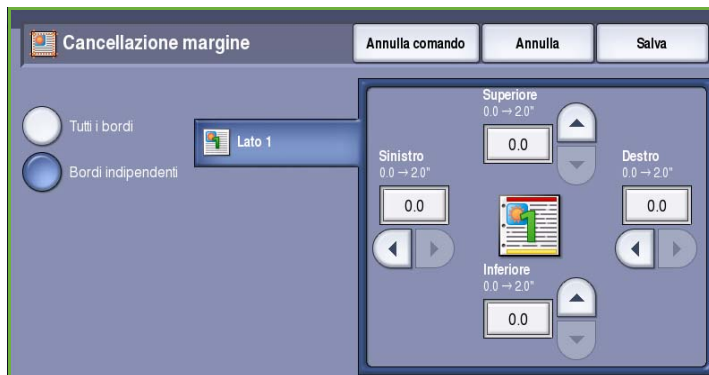 Cancellazione margine
Annulla comando
Annulla
Salva
Tutti i bordi
Bordi indipendenti
1
Lato 1
Superiore
0.0 → 2.0"
0.0
Sinistro
0.0 → 2.0"
0.0
1
Destro
0.0 → 2.0"
0.0
Inferiore
0.0 → 2.0"
0.0